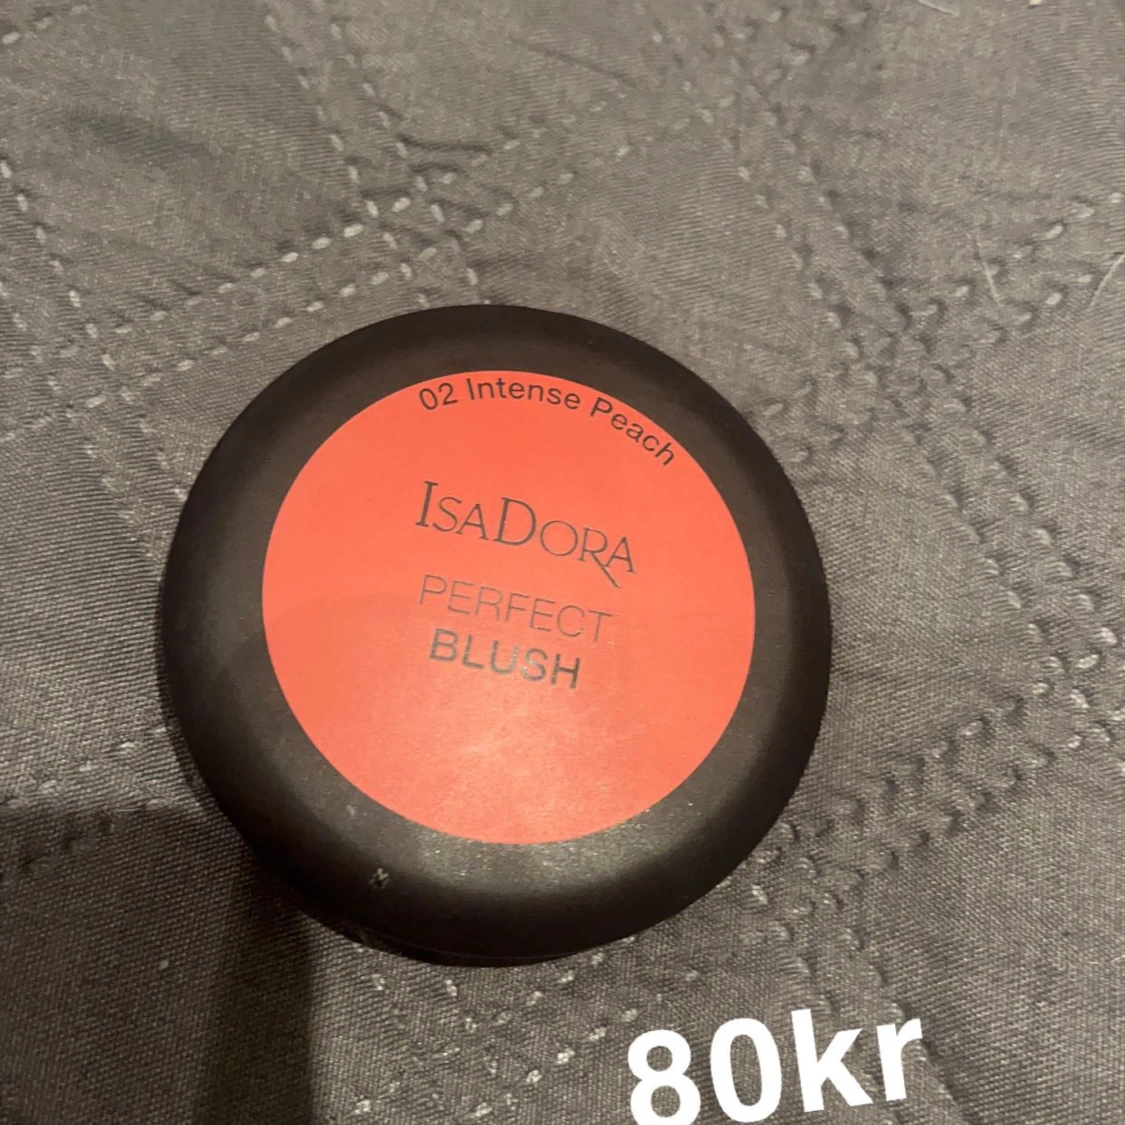 02 Intense Peach
ISADORA
PERFECT
BLUSH
80kr